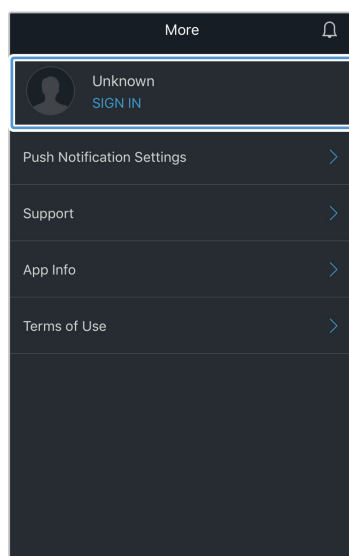 More
Unknown
SIGN IN
Push Notification Settings
Support
App Info
Terms of Use